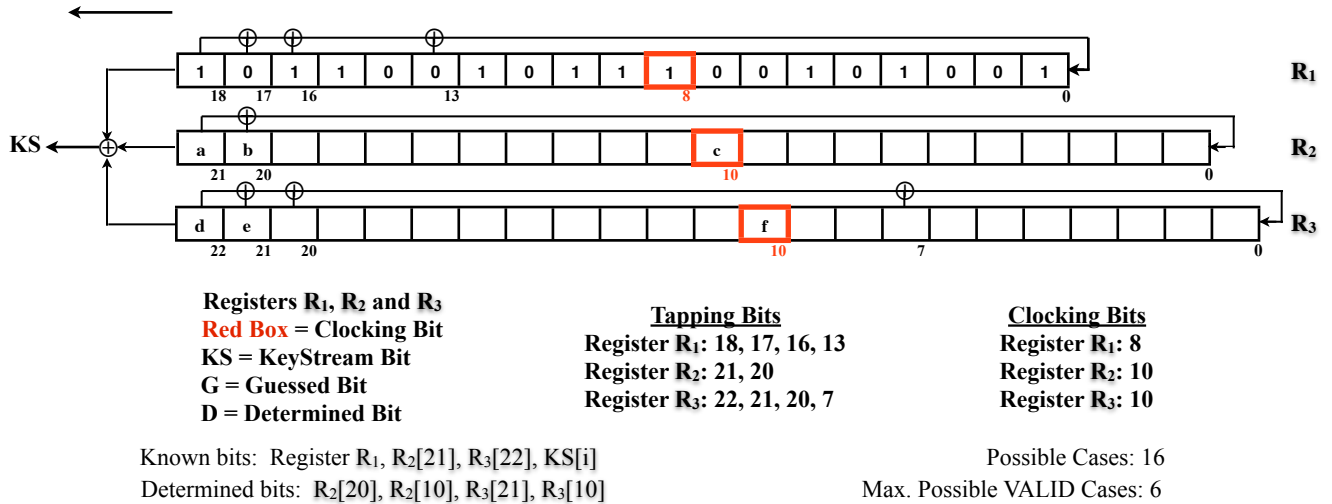 1 0 1 1 0 0 1 0 1 1 1 0 0 1 0 1 0 0 1 R1
18 17 16 13 8 0
KS a b c R2
21 20 10 0
d e f R3
22 21 20 10 7 0
Registers R1, R2 and R3
Red Box = Clocking Bit
KS = KeyStream Bit
G = Guessed Bit
D = Determined Bit
Tapping Bits
Register R1: 18, 17, 16, 13
Register R2: 21, 20
Register R3: 22, 21, 20, 7
Clocking Bits
Register R1: 8
Register R2: 10
Register R3: 10
Known bits: Register R1, R2[21], R3[22], KS[i]
Determined bits: R2[20], R2[10], R3[21], R3[10]
Possible Cases: 16
Max. Possible VALID Cases: 6